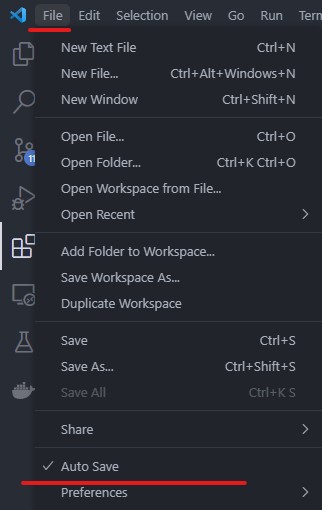 File Edit Selection View Go Run Term
New Text File Ctrl+N
New File... Ctrl+Alt+Windows+N
New Window Ctrl+Shift+N
Open File... Ctrl+O
Open Folder... Ctrl+K Ctrl+O
Open Workspace from File...
Open Recent
11
Add Folder to Workspace...
Save Workspace As...
Duplicate Workspace
Save Ctrl+S
Save As... Ctrl+Shift+S
Save All Ctrl+K S
Share
Auto Save
Preferences